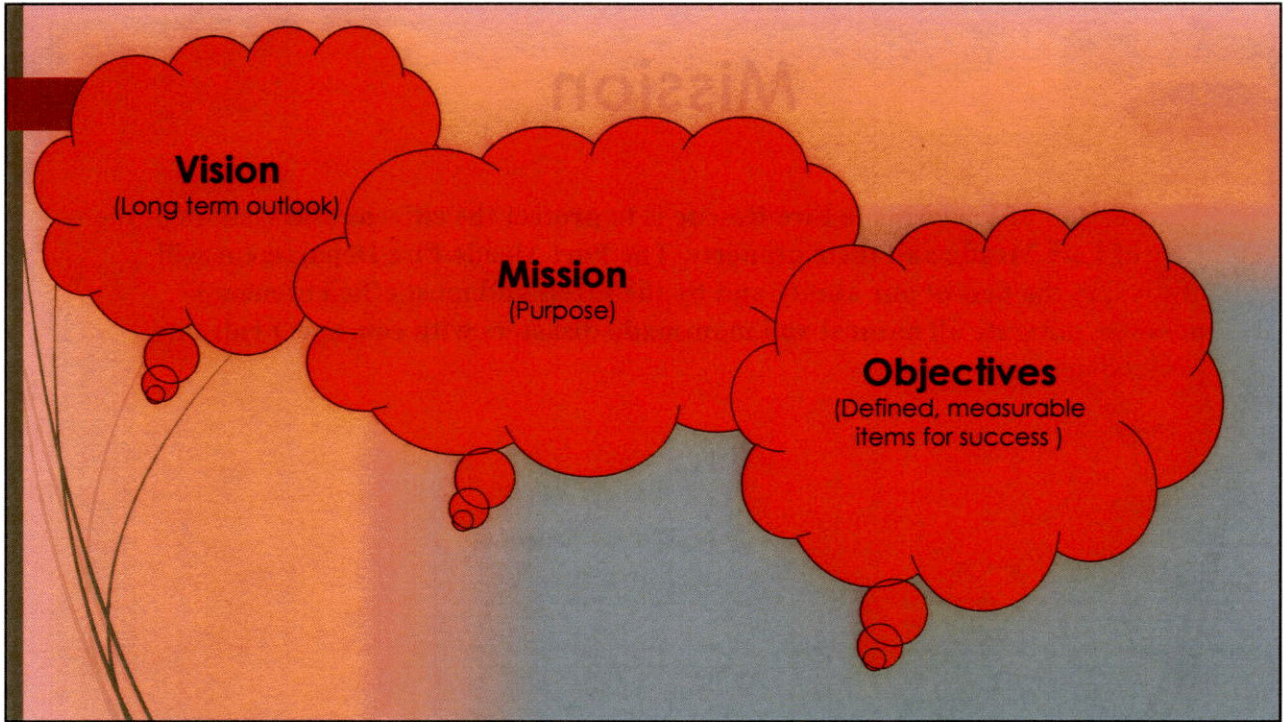 Vision
(Long term outlook)
Mission
(Purpose)
Objectives
(Defined, measurable
items for success )